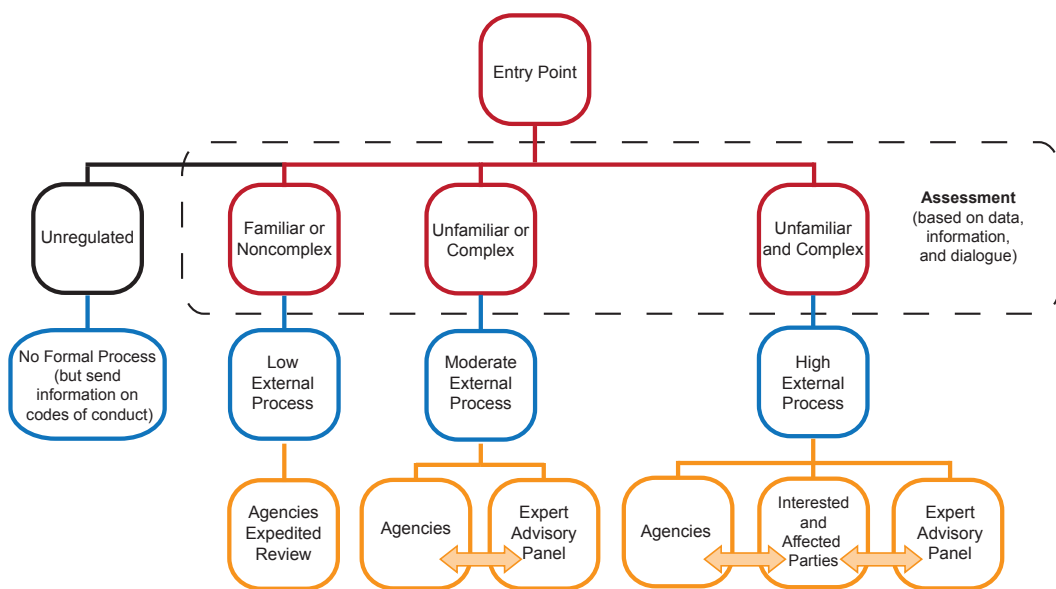 Entry Point
Unregulated
Familiar or
Noncomplex
Unfamiliar or
Complex
Unfamiliar
and Complex
Assessment
(based on data,
information,
and dialogue)
No Formal Process
(but send
information on
codes of conduct)
Low
External
Process
Moderate
External
Process
High
External
Process
Agencies
Expedited
Review
Agencies
Expert
Advisory
Panel
Agencies
Interested
and
Affected
Parties
Expert
Advisory
Panel